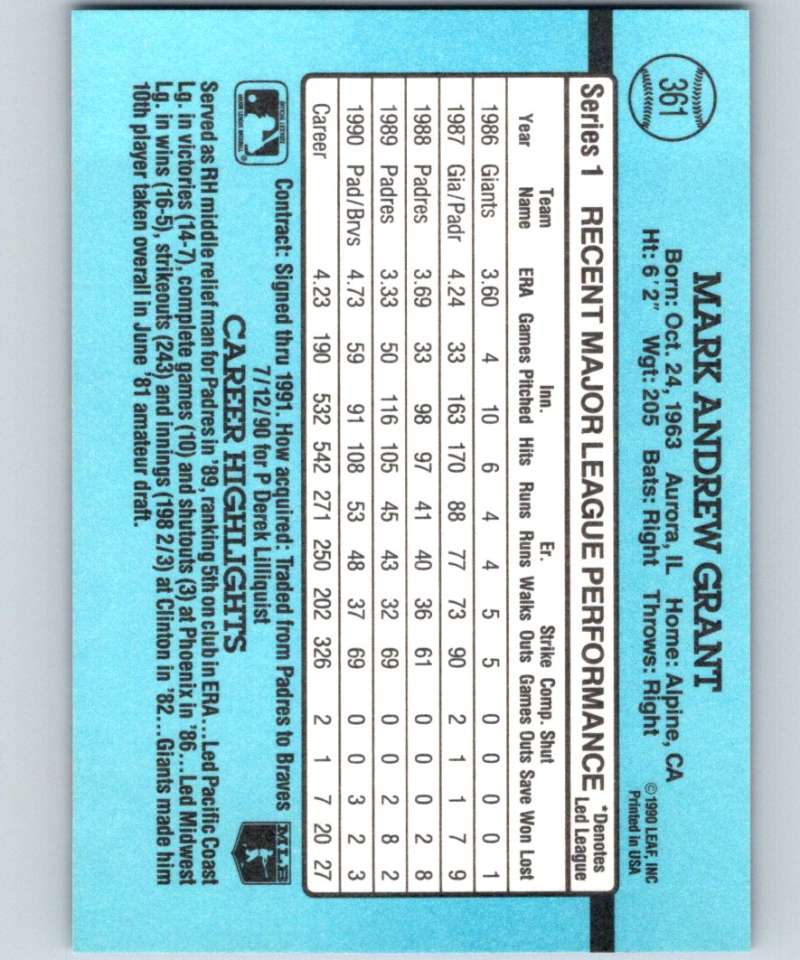 361
MARK ANDREW GRANT
Born: Oct. 24, 1963 Aurora, IL Home: Alpine, CA
Ht: 6'2" Wgt: 205 Bats: Right Throws: Right
© 1990 LEAF, INC
Printed in USA
Series 1 RECENT MAJOR LEAGUE PERFORMANCE *Denotes
Led League
Team Inn. Er. Strike Comp. Shut
Year Name ERA Games Pitched Hits Runs Runs Walks Outs Games Outs Save Won Lost
1986 Giants 3.60 4 10 6 4 4 5 5 0 0 0 0 1
1987 Gia/Padr 4.24 33 163 170 88 77 73 90 2 1 1 7 9
1988 Padres 3.69 33 98 97 41 40 36 61 0 0 0 2 8
1989 Padres 3.33 50 116 105 45 43 32 69 0 0 2 8 2
1990 Pad/Brvs 4.73 59 91 108 53 48 37 69 0 0 3 2 3
Career 4.23 190 532 542 271 250 202 326 2 1 7 20 27
Contract: Signed thru 1991. How acquired: Traded from Padres to Braves
7/12/90 for P Derek Lilliquist
MLB
CAREER HIGHLIGHTS
Served as RH middle relief man for Padres in '89, ranking 5th on club in ERA...Led Pacific Coast
Lg. in victories (14-7), complete games (10) and shutouts (3) at Phoenix in '86...Led Midwest
Lg. in wins (16-5), strikeouts (243) and innings (198 2/3) at Clinton in '82...Giants made him
10th player taken overall in June '81 amateur draft.